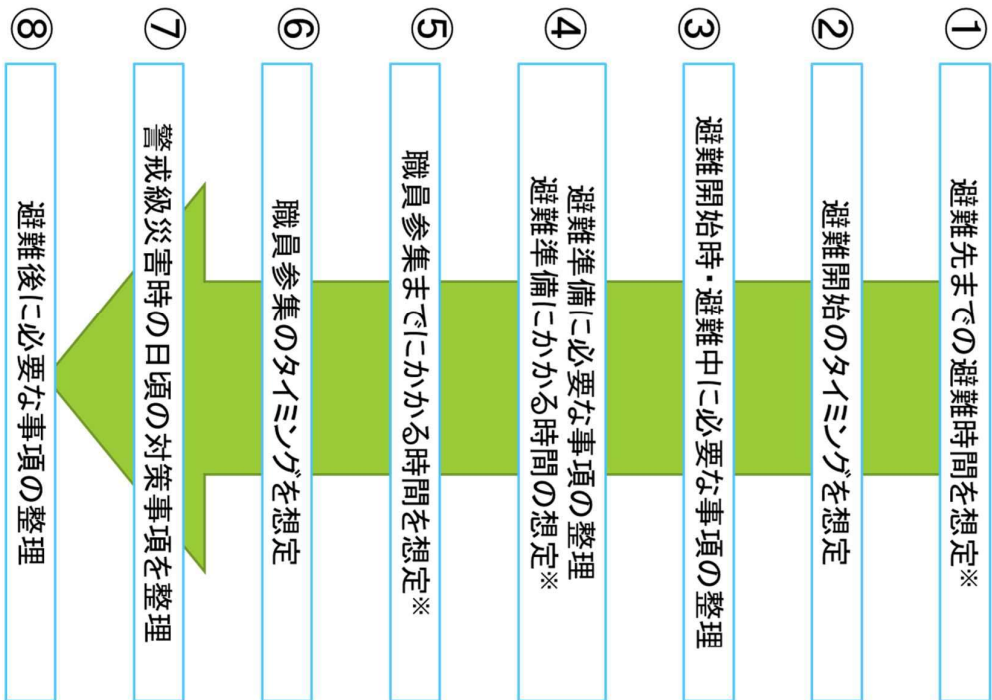 ① 避難先までの避難時間を想定※
② 避難開始のタイミングを想定
③ 避難開始時・避難中に必要な事項の整理
④ 避難準備に必要な事項の整理
避難準備にかかる時間の想定※
⑤ 職員参集までにかかる時間を想定※
⑥ 職員参集のタイミングを想定
⑦ 警戒級災害時の日頃の対策事項を整理
⑧ 避難後に必要な事項の整理